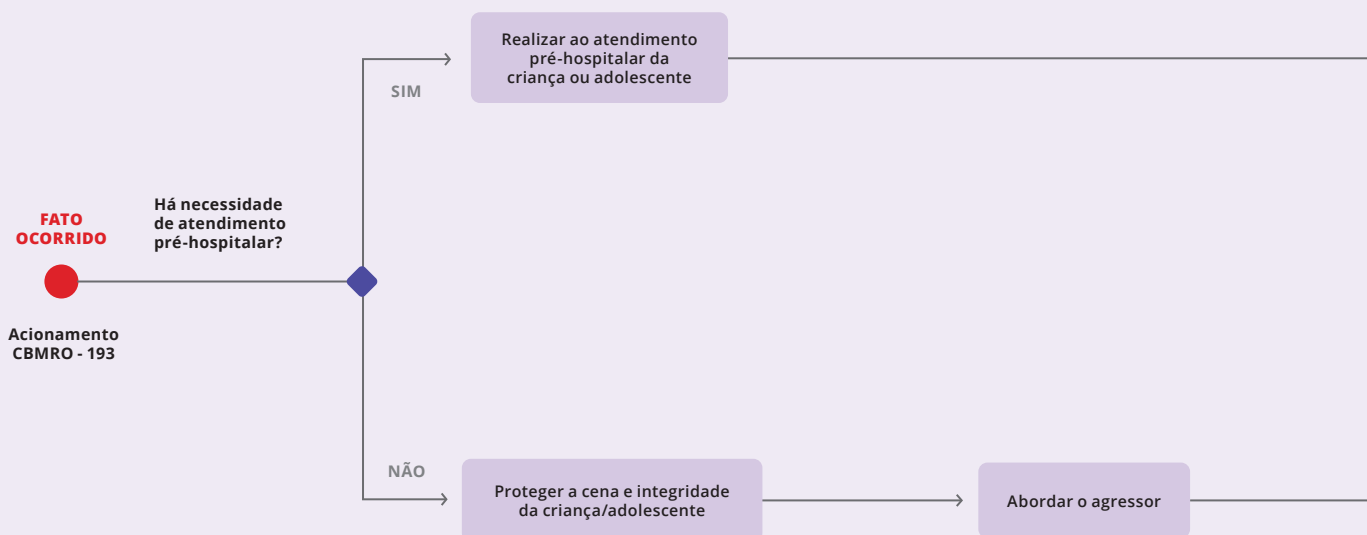 Realizar ao atendimento
pré-hospitalar da
criança ou adolescente
SIM
Há necessidade
de atendimento
pré-hospitalar?
FATO
OCORRIDO
Acionamento
CBMRO - 193
NÃO
Proteger a cena e integridade
da criança/adolescente
Abordar o agressor